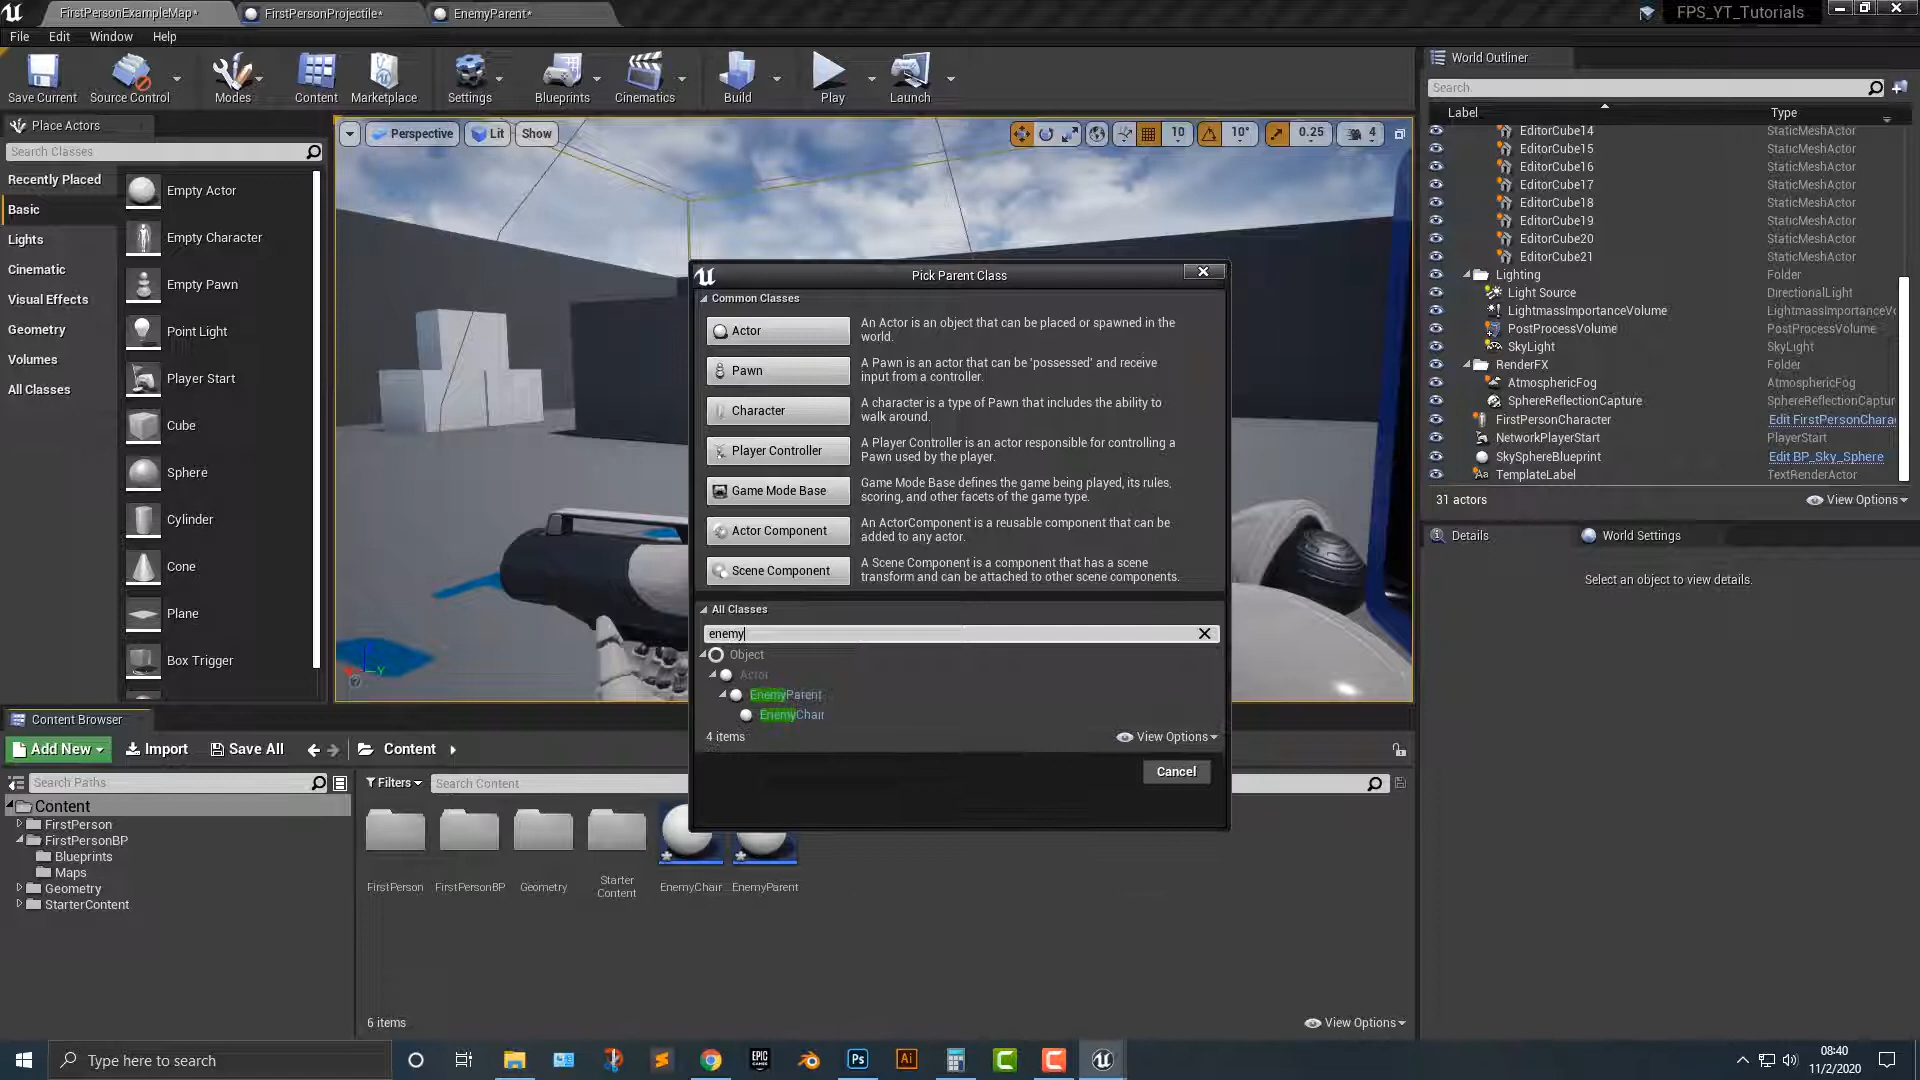 FirstPersonExampleMap*
FirstPersonProjectile*
EnemyParent*
FPS_YT_Tutorials
File
Edit
Window
Help
Save Current
Source Control
Modes
Content
Marketplace
Settings
Blueprints
Cinematics
Build
Play
Launch
Place Actors
Search Classes
Recently Placed
Basic
Lights
Cinematic
Visual Effects
Geometry
Volumes
All Classes
Empty Actor
Empty Character
Empty Pawn
Point Light
Player Start
Cube
Sphere
Cylinder
Cone
Plane
Box Trigger
Perspective
Lit
Show
10
10°
0.25
4
Pick Parent Class
Common Classes
Actor
An Actor is an object that can be placed or spawned in the
world.
Pawn
A Pawn is an actor that can be 'possessed' and receive
input from a controller.
Character
A character is a type of Pawn that includes the ability to
walk around.
Player Controller
A Player Controller is an actor responsible for controlling a
Pawn used by the player.
Game Mode Base
Game Mode Base defines the game being played, its rules,
scoring, and other facets of the game type.
Actor Component
An ActorComponent is a reusable component that can be
added to any actor.
Scene Component
A Scene Component is a component that has a scene
transform and can be attached to other scene components.
All Classes
enemy
Object
Actor
EnemyParent
EnemyChair
4 items
View Options
Cancel
World Outliner
Search
Label
Type
EditorCube14 StaticMeshActor
EditorCube15 StaticMeshActor
EditorCube16 StaticMeshActor
EditorCube17 StaticMeshActor
EditorCube18 StaticMeshActor
EditorCube19 StaticMeshActor
EditorCube20 StaticMeshActor
EditorCube21 StaticMeshActor
Lighting Folder
Light Source DirectionalLight
LightmassImportanceVolume LightmassImportanceVo
PostProcessVolume PostProcessVolume
SkyLight SkyLight
RenderFX Folder
AtmosphericFog AtmosphericFog
SphereReflectionCapture SphereReflectionCaptur
FirstPersonCharacter Edit FirstPersonChara
NetworkPlayerStart PlayerStart
SkySphereBlueprint Edit BP_Sky_Sphere
TemplateLabel TextRenderActor
31 actors
View Options
Details
World Settings
Select an object to view details.
Content Browser
Add New
Import
Save All
Content
Search Paths
Filters
Search Content
Content
FirstPerson
FirstPersonBP
Blueprints
Maps
Geometry
StarterContent
FirstPerson
FirstPersonBP
Geometry
Starter
Content
EnemyChair
EnemyParent
6 items
View Options
Type here to search
EPIC
GAMES
Ps
Ai
08:40
11/2/2020